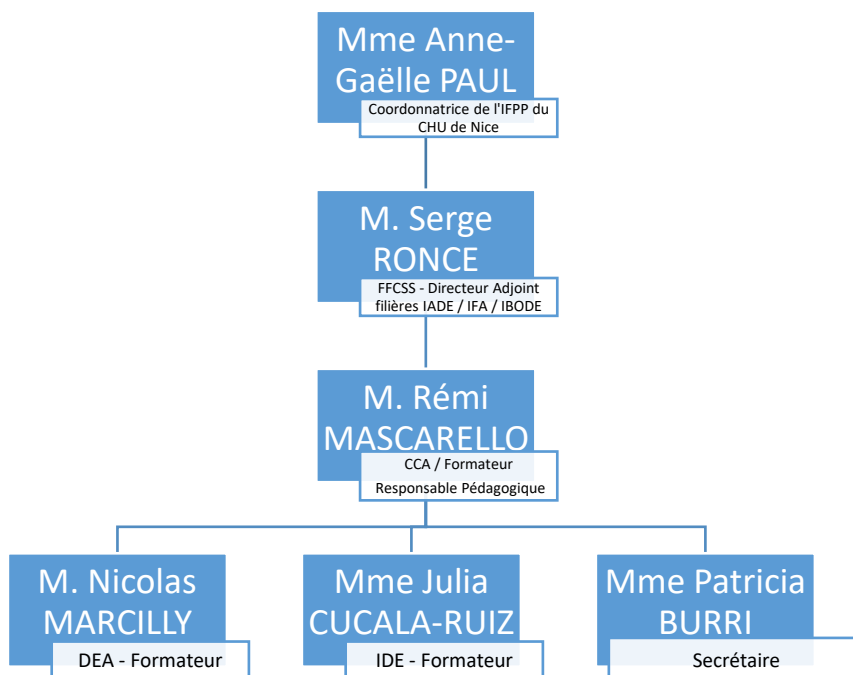 Mme Anne-
Gaëlle PAUL
Coordonnatrice de l'IFPP du
CHU de Nice
M. Serge
RONCE
FFCSS - Directeur Adjoint
filières IADE / IFA / IBODE
M. Rémi
MASCARELLO
CCA / Formateur
Responsable Pédagogique
M. Nicolas
MARCILLY
DEA - Formateur
Mme Julia
CUCALA-RUIZ
IDE - Formateur
Mme Patricia
BURRI
Secrétaire